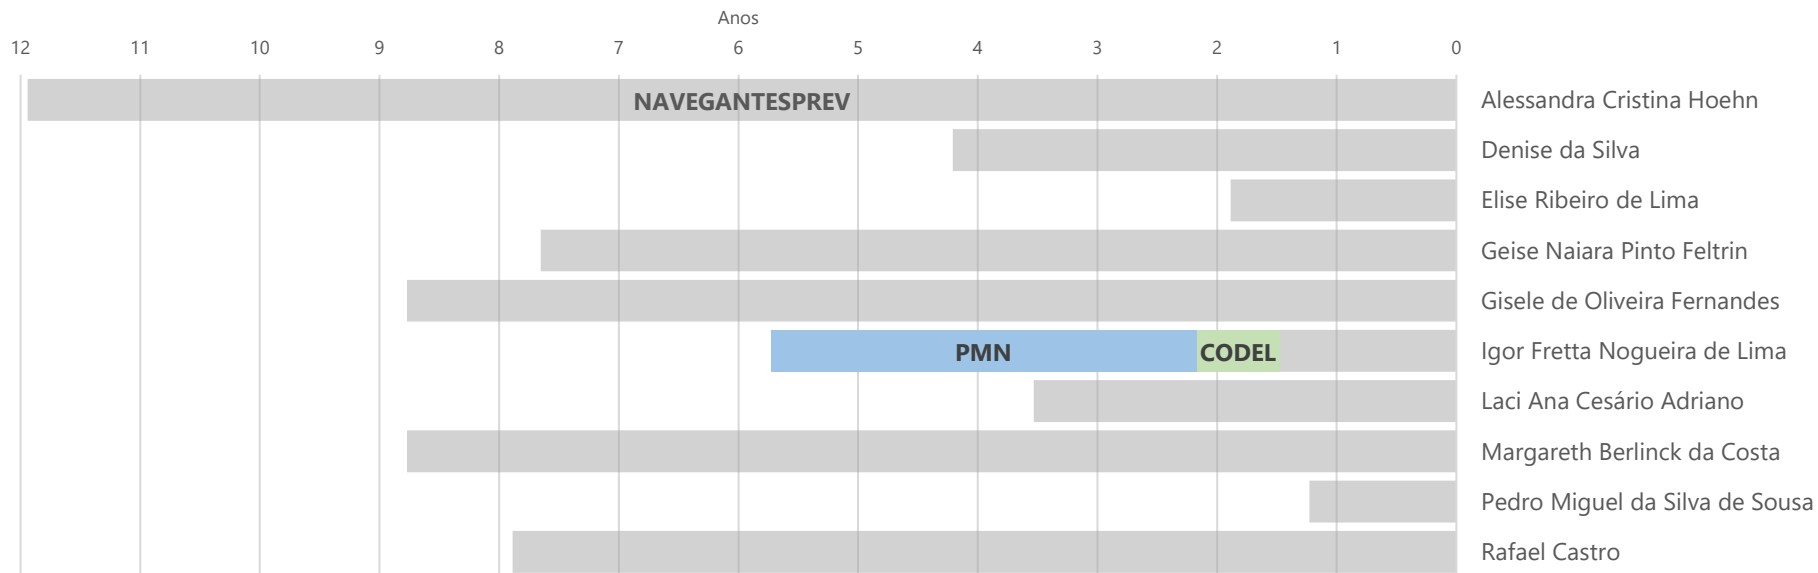 Anos
12 11 10 9 8 7 6 5 4 3 2 1 0
NAVEGANTESPREV Alessandra Cristina Hoehn
Denise da Silva
Elise Ribeiro de Lima
Geise Naiara Pinto Feltrin
Gisele de Oliveira Fernandes
PMN CODEL Igor Fretta Nogueira de Lima
Laci Ana Cesário Adriano
Margareth Berlinck da Costa
Pedro Miguel da Silva de Sousa
Rafael Castro